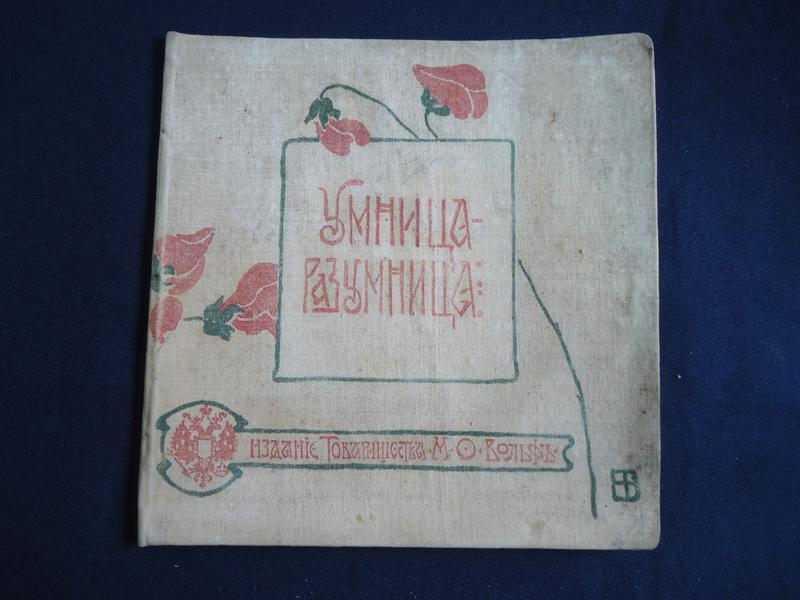 Умница-
разумница:
изданіе Товарищества·М·О·Вольфъ·